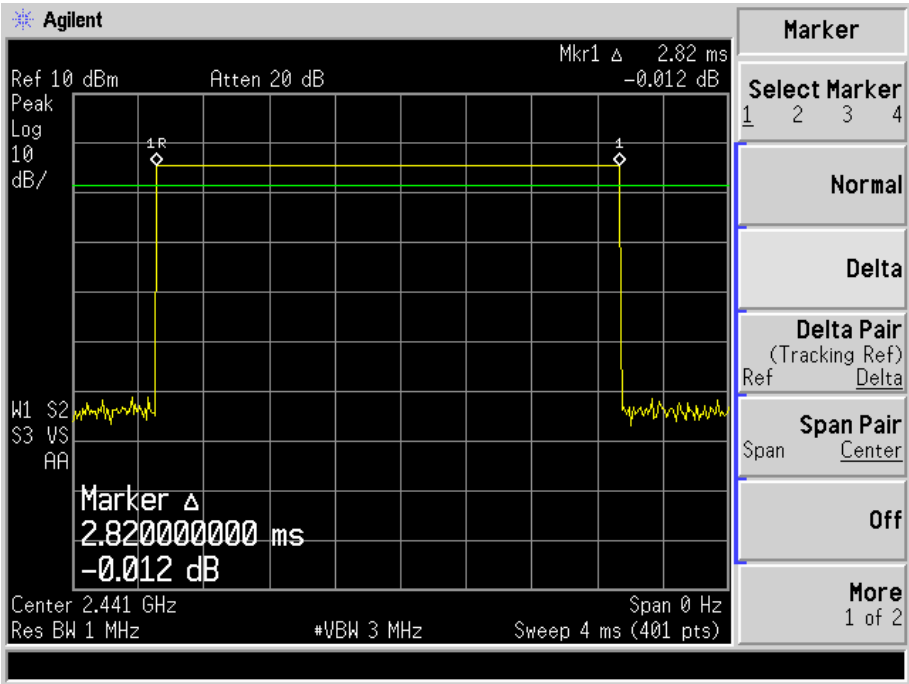 Agilent
Mkr1 Δ 2.82 ms
Ref 10 dBm Atten 20 dB -0.012 dB
Peak
Log
10
dB/
1R
1
W1 S2
S3 VS
AA
Marker Δ
2.820000000 ms
-0.012 dB
Center 2.441 GHz Span 0 Hz
Res BW 1 MHz #VBW 3 MHz Sweep 4 ms (401 pts)
Marker
Select Marker
1 2 3 4
Normal
Delta
Delta Pair
(Tracking Ref)
Ref Delta
Span Pair
Span Center
Off
More
1 of 2